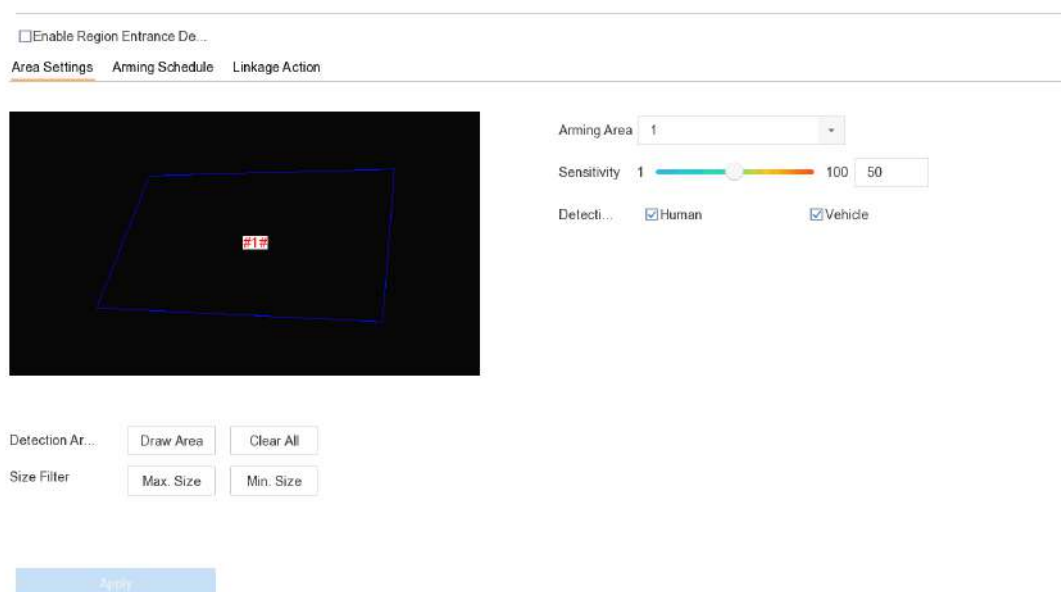 Enable Region Entrance De...
Area Settings Arming Schedule Linkage Action
Arming Area 1
Sensitivity 1 100 50
Detecti... Human Vehicle
#1#
Detection Ar... Draw Area Clear All
Size Filter Max. Size Min. Size
Apply